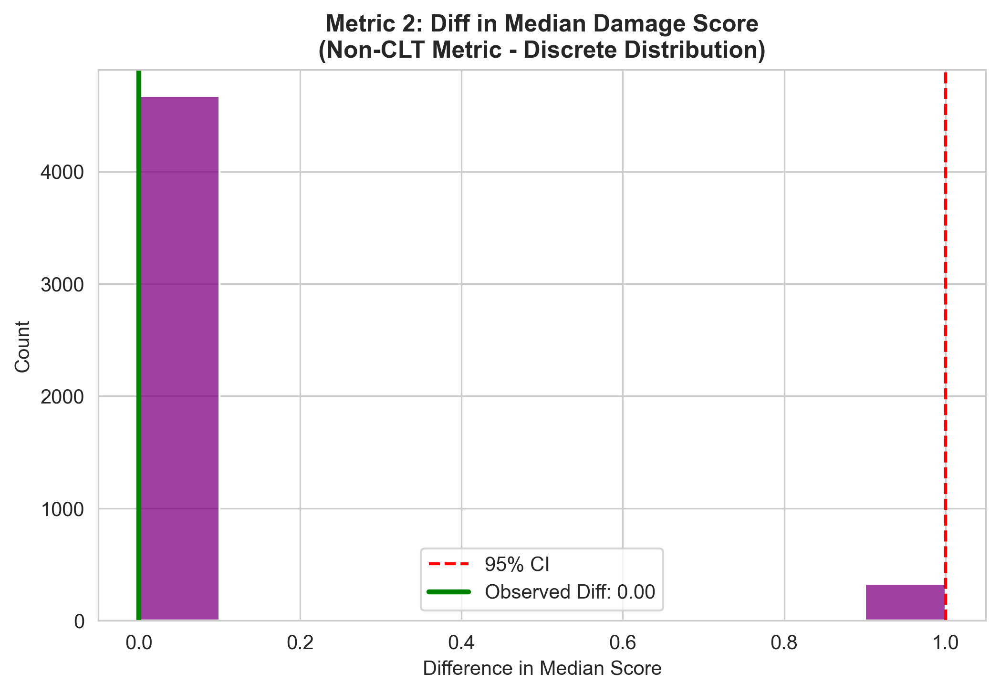 Metric 2: Diff in Median Damage Score
(Non-CLT Metric - Discrete Distribution)
Count
4000
3000
2000
1000
0
95% CI
Observed Diff: 0.00
0.0 0.2 0.4 0.6 0.8 1.0
Difference in Median Score